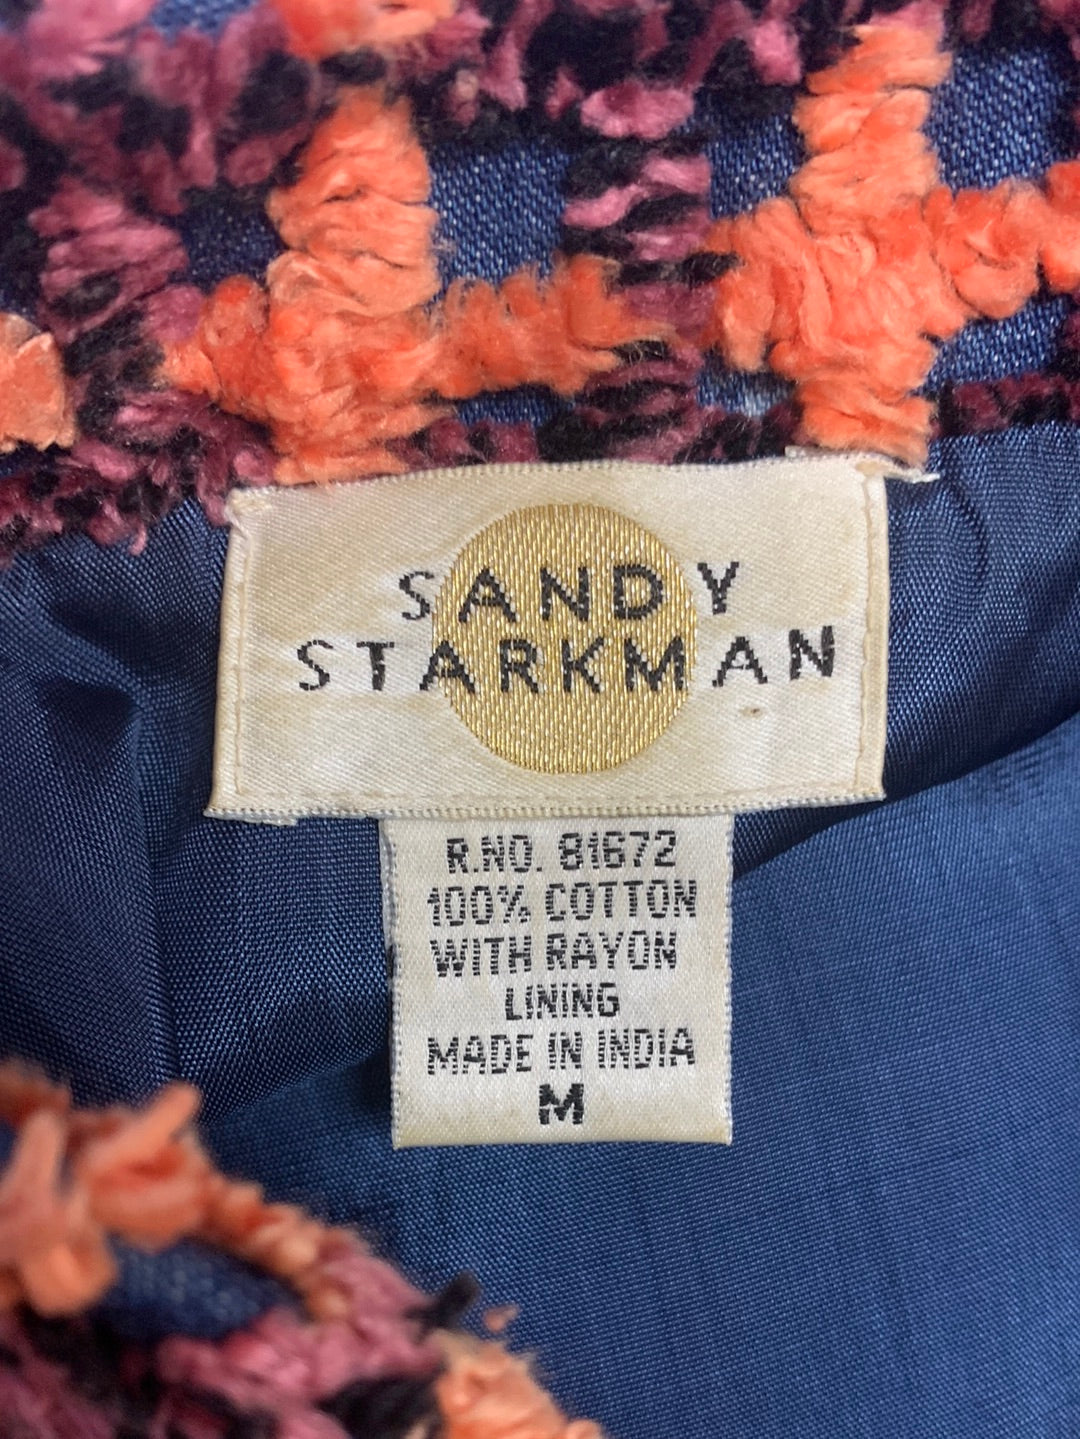 SANDY
STARKMAN
R.NO. 81672
100% COTTON
WITH RAYON
LINING
MADE IN INDIA
M